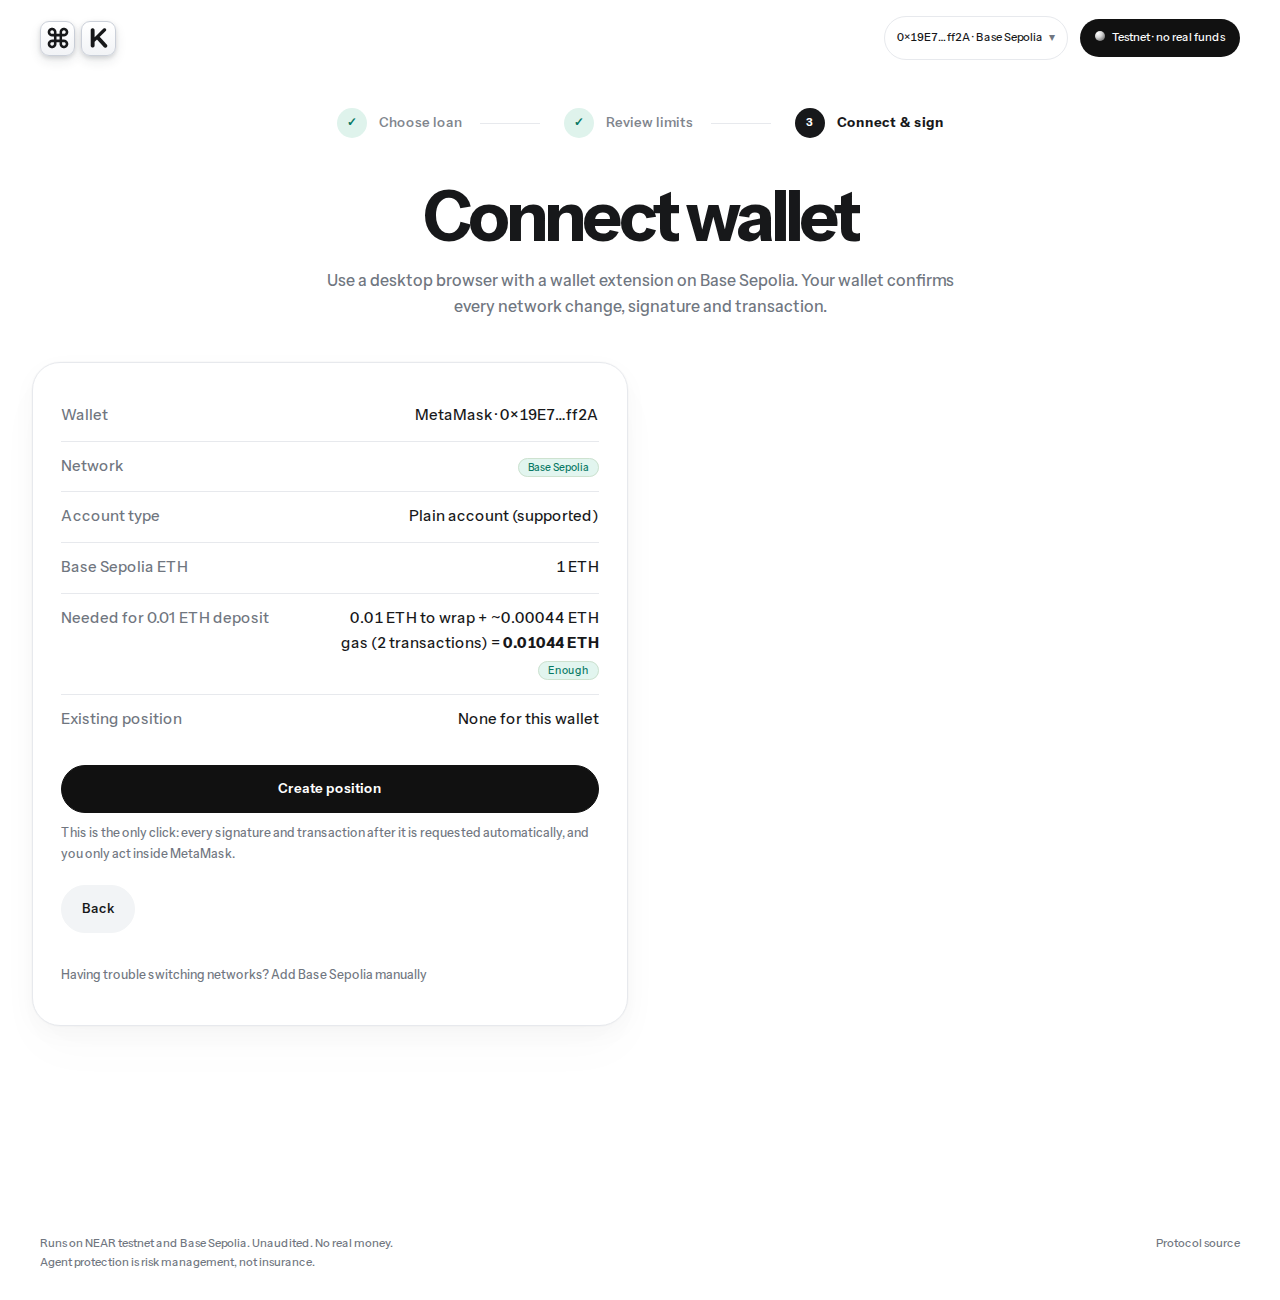 ⌘ K
0×19E7…ff2A · Base Sepolia ▾
Testnet · no real funds
✓ Choose loan
✓ Review limits
3 Connect & sign
Connect wallet
Use a desktop browser with a wallet extension on Base Sepolia. Your wallet confirms
every network change, signature and transaction.
Wallet MetaMask · 0×19E7…ff2A
Network Base Sepolia
Account type Plain account (supported)
Base Sepolia ETH 1 ETH
Needed for 0.01 ETH deposit 0.01 ETH to wrap + ~0.00044 ETH
gas (2 transactions) = 0.01044 ETH
Enough
Existing position None for this wallet
Create position
This is the only click: every signature and transaction after it is requested automatically, and
you only act inside MetaMask.
Back
Having trouble switching networks? Add Base Sepolia manually
Runs on NEAR testnet and Base Sepolia. Unaudited. No real money.
Agent protection is risk management, not insurance.
Protocol source